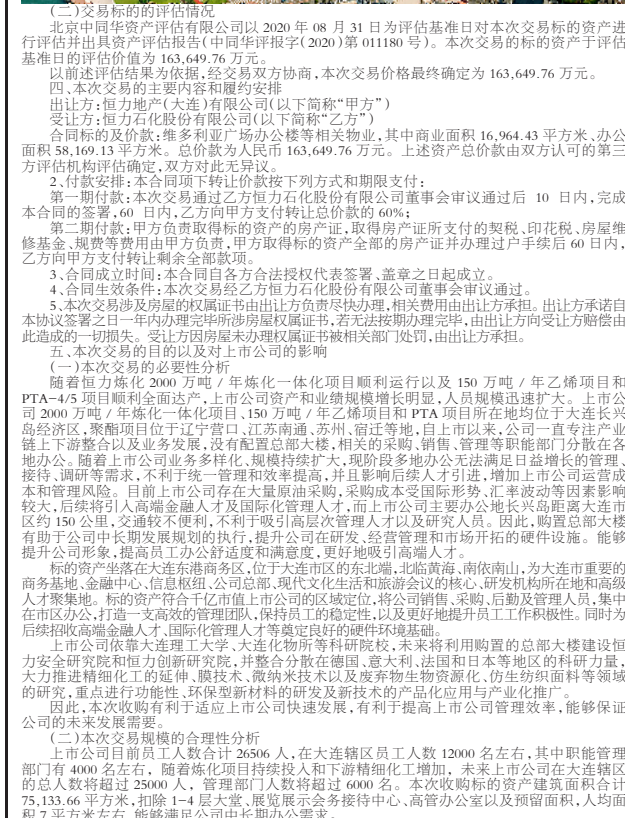 (二)交易标的的评估情况
北京中同华资产评估有限公司以 2020 年 08 月 31 日为评估基准日对本次交易标的资产进
行评估并出具资产评估报告(中同华评报字(2020)第 011180 号)。本次交易的标的资产于评估
基准日的评估价值为 163,649.76 万元。
以前述评估结果为依据,经交易双方协商,本次交易价格最终确定为 163,649.76 万元。
四、本次交易的主要内容和履约安排
出让方:恒力地产(大连)有限公司(以下简称“甲方”)
受让方:恒力石化股份有限公司(以下简称“乙方”)
合同标的及价款:维多利亚广场办公楼等相关物业,其中商业面积 16,964.43 平方米、办公
面积 58,169.13 平方米。总价款为人民币 163,649.76 万元。上述资产总价款由双方认可的第三
方评估机构评估确定,双方对此无异议。
2、付款安排:本合同项下转让价款按下列方式和期限支付:
第一期付款:本次交易通过乙方恒力石化股份有限公司董事会审议通过后 10 日内,完成
本合同的签署,60 日内,乙方向甲方支付转让总价款的 60%;
第二期付款:甲方负责取得标的资产的房产证,取得房产证所支付的契税、印花税、房屋维
修基金、规费等费用由甲方负责,甲方取得标的资产全部的房产证并办理过户手续后 60 日内,
乙方向甲方支付转让剩余全部款项。
3、合同成立时间:本合同自各方合法授权代表签署、盖章之日起成立。
4、合同生效条件:本次交易经乙方恒力石化股份有限公司董事会审议通过。
5、本次交易涉及房屋的权属证书由出让方负责尽快办理,相关费用由出让方承担。出让方承诺自
本协议签署之日一年内办理完毕所涉房屋权属证书,若无法按期办理完毕,由出让方向受让方赔偿由
此造成的一切损失。受让方因房屋未办理权属证书被相关部门处罚,由出让方承担。
五、本次交易的目的以及对上市公司的影响
(一)本次交易的必要性分析
随着恒力炼化 2000 万吨 / 年炼化一体化项目顺利运行以及 150 万吨 / 年乙烯项目和
PTA-4/5 项目顺利全面达产,上市公司资产和业绩规模增长明显,人员规模迅速扩大。上市公
司 2000 万吨 / 年炼化一体化项目、150 万吨 / 年乙烯项目和 PTA 项目所在地均位于大连长兴
岛经济区,聚酯项目位于辽宁营口、江苏南通、苏州、宿迁等地,自上市以来,公司一直专注产业
链上下游整合以及业务发展,没有配置总部大楼,相关的采购、销售、管理等职能部门分散在各
地办公。随着上市公司业务多样化、规模持续扩大,现阶段多地办公无法满足日益增长的管理、
接待、调研等需求,不利于统一管理和效率提高,并且影响后续人才引进,增加上市公司运营成
本和管理风险。目前上市公司存在大量原油采购,采购成本受国际形势、汇率波动等因素影响
较大,后续将引入高端金融人才及国际化管理人才,而上市公司主要办公地长兴岛距离大连市
区约 150 公里,交通较不便利,不利于吸引高层次管理人才以及研究人员。因此,购置总部大楼
有助于公司中长期发展规划的执行,提升公司在研发、经营管理和市场开拓的硬件设施。能够
提升公司形象,提高员工办公舒适度和满意度,更好地吸引高端人才。
标的资产坐落在大连东港商务区,位于大连市区的东北端,北临黄海、南依南山,为大连市重要的
商务基地、金融中心、信息枢纽、公司总部、现代文化生活和旅游会议的核心、研发机构所在地和高级
人才聚集地。标的资产符合千亿市值上市公司的区域定位,将公司销售、采购、后勤及管理人员,集中
在市区办公,打造一支高效的管理团队,保持员工的稳定性,以及更好地提升员工工作积极性。同时为
后续招收高端金融人才、国际化管理人才等奠定良好的硬件环境基础。
上市公司依靠大连理工大学、大连化物所等科研院校,未来将利用购置的总部大楼建设恒
力安全研究院和恒力创新研究院,并整合分散在德国、意大利、法国和日本等地区的科研力量,
大力推进精细化工的延伸、膜技术、微纳米技术以及废弃物生物资源化、仿生纺织面料等领域
的研究,重点进行功能性、环保型新材料的研发及新技术的产品化应用与产业化推广。
因此,本次收购有利于适应上市公司快速发展,有利于提高上市公司管理效率,能够保证
公司的未来发展需要。
(二)本次交易规模的合理性分析
上市公司目前员工人数合计 26506 人,在大连辖区员工人数 12000 名左右,其中职能管理
部门有 4000 名左右，随着炼化项目持续投入和下游精细化工增加，未来上市公司在大连辖区
的总人数将超过 25000 人，管理部门人数将超过 6000 名。本次收购标的资产建筑面积合计
75,133.66 平方米,扣除 1-4 层大堂、展览展示会务接待中心、高管办公室以及预留面积,人均面
积 7 平方米左右,能够满足公司中长期办公需求。